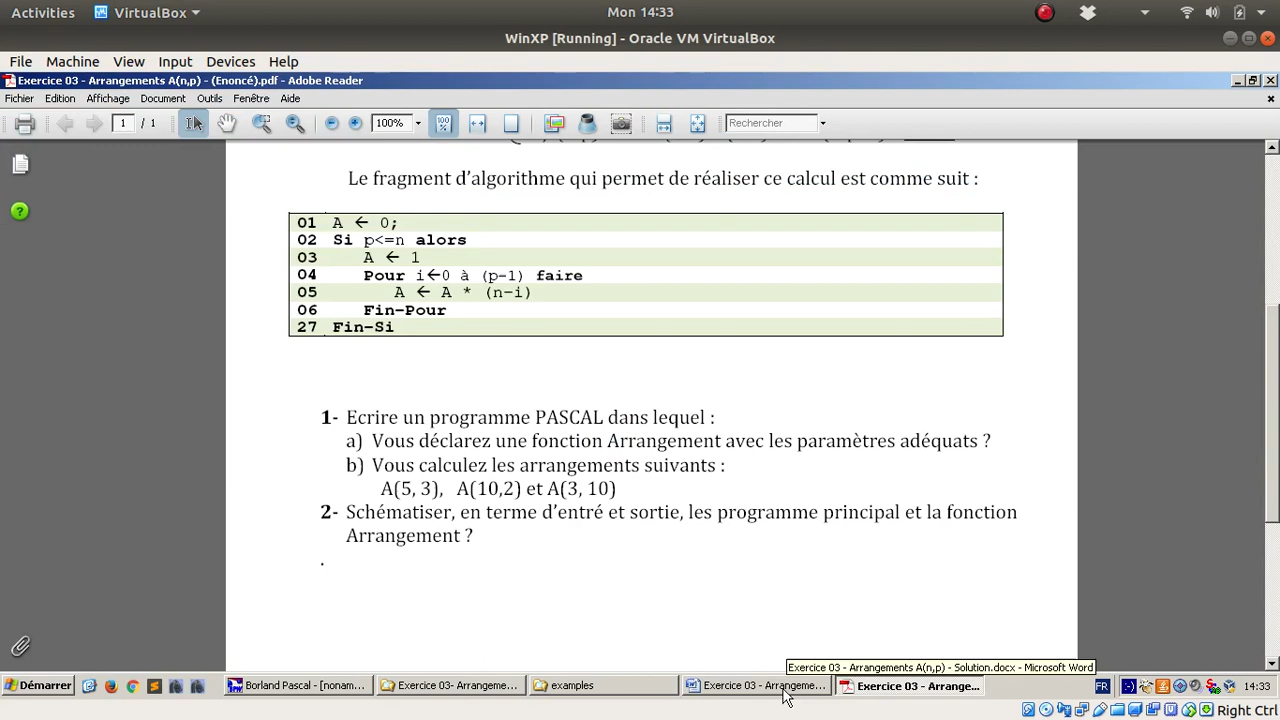 Activities VirtualBox Mon 14:33
WinXP [Running] - Oracle VM VirtualBox
File Machine View Input Devices Help
Exercice 03 - Arrangements A(n,p) - (Enoncé).pdf - Adobe Reader
Fichier Edition Affichage Document Outils Fenêtre Aide
1 / 1 100% Rechercher
Le fragment d'algorithme qui permet de réaliser ce calcul est comme suit :
01 A ← 0;
02 Si p<=n alors
03 A ← 1
04 Pour i←0 à (p-1) faire
05 A ← A * (n-i)
06 Fin-Pour
27 Fin-Si
1- Ecrire un programme PASCAL dans lequel :
a) Vous déclarez une fonction Arrangement avec les paramètres adéquats ?
b) Vous calculez les arrangements suivants :
A(5, 3), A(10,2) et A(3, 10)
2- Schématiser, en terme d'entré et sortie, les programme principal et la fonction
Arrangement ?
.
Exercice 03 - Arrangements A(n,p) - Solution.docx - Microsoft Word
Démarrer Borland Pascal - [nonam... Exercice 03- Arrangeme... examples Exercice 03 - Arrangeme... Exercice 03 - Arrange... FR 14:33
Right Ctrl